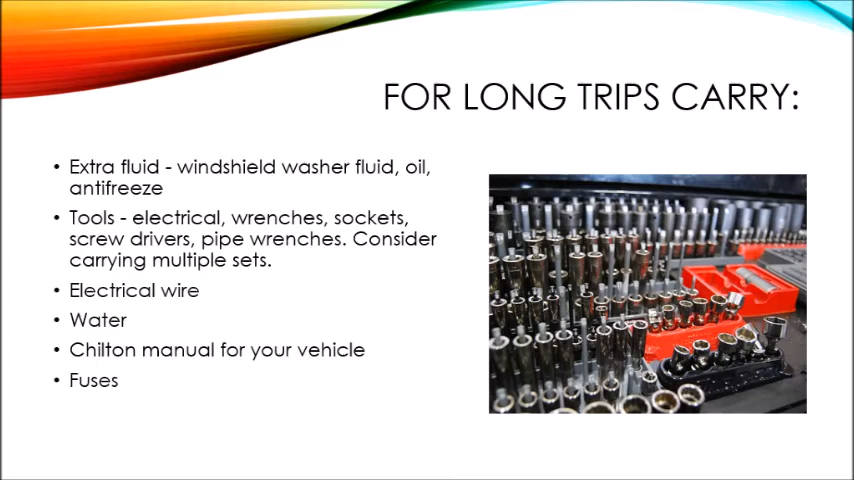 FOR LONG TRIPS CARRY:
• Extra fluid - windshield washer fluid, oil,
antifreeze
• Tools - electrical, wrenches, sockets,
screw drivers, pipe wrenches. Consider
carrying multiple sets.
• Electrical wire
• Water
• Chilton manual for your vehicle
• Fuses